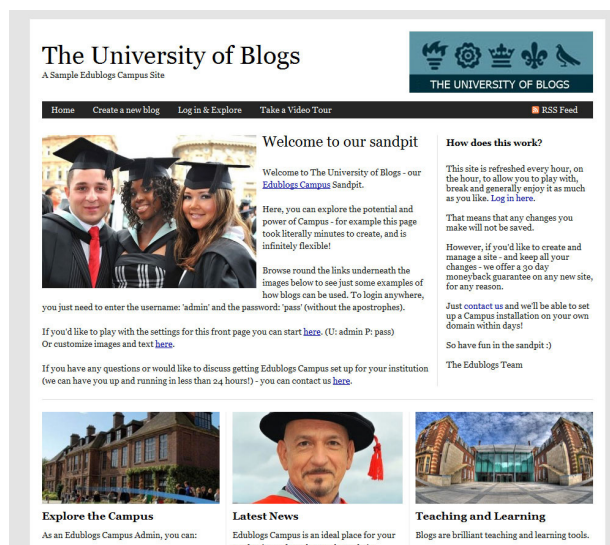 The University of Blogs
A Sample Edublogs Campus Site
THE UNIVERSITY OF BLOGS
Home Create a new blog Log in & Explore Take a Video Tour RSS Feed
Welcome to our sandpit
Welcome to The University of Blogs - our
Edublogs Campus Sandpit.
Here, you can explore the potential and
power of Campus - for example this page
took literally minutes to create, and is
infinitely flexible!
Browse round the links underneath the
images below to see just some examples of
how blogs can be used. To login anywhere,
you just need to enter the username: 'admin' and the password: 'pass' (without the apostrophes).
If you'd like to play with the settings for this front page you can start here. (U: admin P: pass)
Or customize images and text here.
If you have any questions or would like to discuss getting Edublogs Campus set up for your institution
(we can have you up and running in less than 24 hours!) - you can contact us here.
How does this work?
This site is refreshed every hour, on
the hour, to allow you to play with,
break and generally enjoy it as much
as you like. Log in here.
That means that any changes you
make will not be saved.
However, if you'd like to create and
manage a site - and keep all your
changes - we offer a 30 day
moneyback guarantee on any new site,
for any reason.
Just contact us and we'll be able to set
up a Campus installation on your own
domain within days!
So have fun in the sandpit :)
The Edublogs Team
Explore the Campus
As an Edublogs Campus Admin, you can:
Latest News
Edublogs Campus is an ideal place for your
Teaching and Learning
Blogs are brilliant teaching and learning tools.